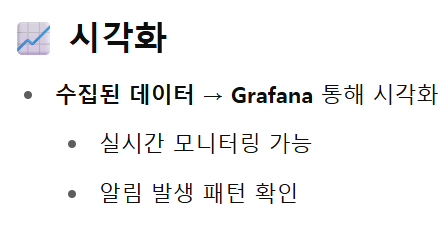 📈 시각화
• 수집된 데이터 → Grafana 통해 시각화
• 실시간 모니터링 가능
• 알림 발생 패턴 확인